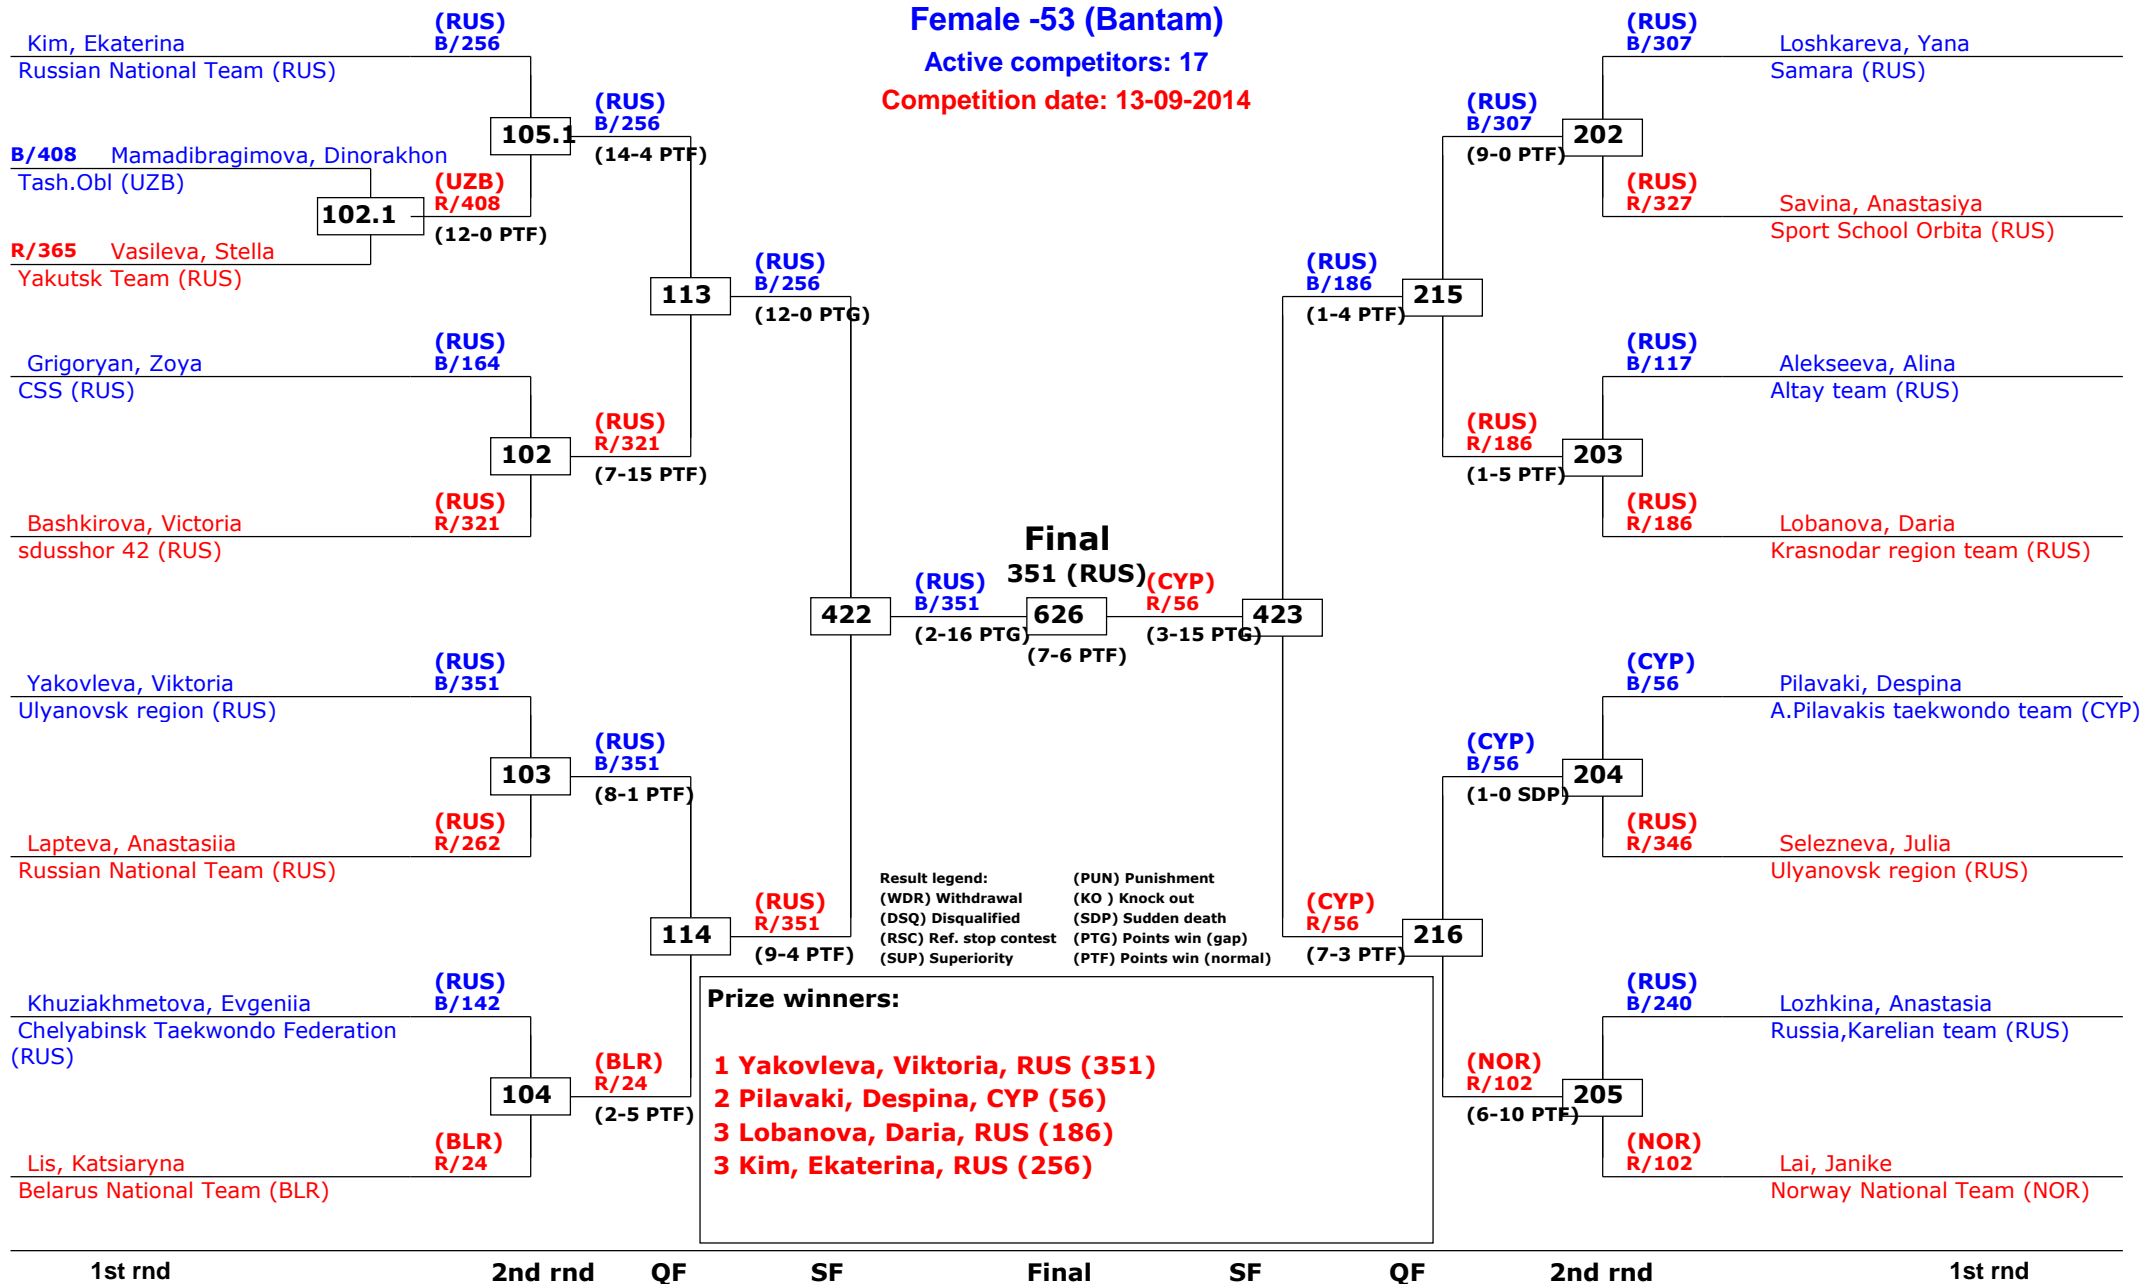 Female -53 (Bantam)
Active competitors: 17
Competition date: 13-09-2014
Kim, Ekaterina
Russian National Team (RUS)
(RUS)
B/256
B/408 Mamadibragimova, Dinorakhon
Tash.Obl (UZB)
R/365 Vasileva, Stella
Yakutsk Team (RUS)
102.1
(UZB)
R/408
(12-0 PTF)
105.1
(RUS)
B/256
(14-4 PTF)
Grigoryan, Zoya
CSS (RUS)
(RUS)
B/164
Bashkirova, Victoria
sdusshor 42 (RUS)
(RUS)
R/321
102
(RUS)
R/321
(7-15 PTF)
113
(RUS)
B/256
(12-0 PTG)
Yakovleva, Viktoria
Ulyanovsk region (RUS)
(RUS)
B/351
Lapteva, Anastasiia
Russian National Team (RUS)
(RUS)
R/262
103
(RUS)
B/351
(8-1 PTF)
Khuziakhmetova, Evgeniia
Chelyabinsk Taekwondo Federation
(RUS)
(RUS)
B/142
Lis, Katsiaryna
Belarus National Team (BLR)
(BLR)
R/24
104
(BLR)
R/24
(2-5 PTF)
114
(RUS)
R/351
(9-4 PTF)
422
(RUS)
B/351
(2-16 PTG)
Final
351 (RUS)
626
(7-6 PTF)
(CYP)
R/56
(3-15 PTG)
423
(RUS)
B/186
(1-4 PTF)
215
(RUS)
B/307
(9-0 PTF)
202
(RUS)
B/307
Loshkareva, Yana
Samara (RUS)
(RUS)
R/327
Savina, Anastasiya
Sport School Orbita (RUS)
(RUS)
R/186
(1-5 PTF)
203
(RUS)
B/117
Alekseeva, Alina
Altay team (RUS)
(RUS)
R/186
Lobanova, Daria
Krasnodar region team (RUS)
(CYP)
R/56
(7-3 PTF)
216
(CYP)
B/56
(1-0 SDP)
204
(CYP)
B/56
Pilavaki, Despina
A.Pilavakis taekwondo team (CYP)
(RUS)
R/346
Selezneva, Julia
Ulyanovsk region (RUS)
(NOR)
R/102
(6-10 PTF)
205
(RUS)
B/240
Lozhkina, Anastasia
Russia,Karelian team (RUS)
(NOR)
R/102
Lai, Janike
Norway National Team (NOR)
Result legend: (PUN) Punishment
(WDR) Withdrawal (KO ) Knock out
(DSQ) Disqualified (SDP) Sudden death
(RSC) Ref. stop contest (PTG) Points win (gap)
(SUP) Superiority (PTF) Points win (normal)
Prize winners:
1 Yakovleva, Viktoria, RUS (351)
2 Pilavaki, Despina, CYP (56)
3 Lobanova, Daria, RUS (186)
3 Kim, Ekaterina, RUS (256)
1st rnd 2nd rnd QF SF Final SF QF 2nd rnd 1st rnd